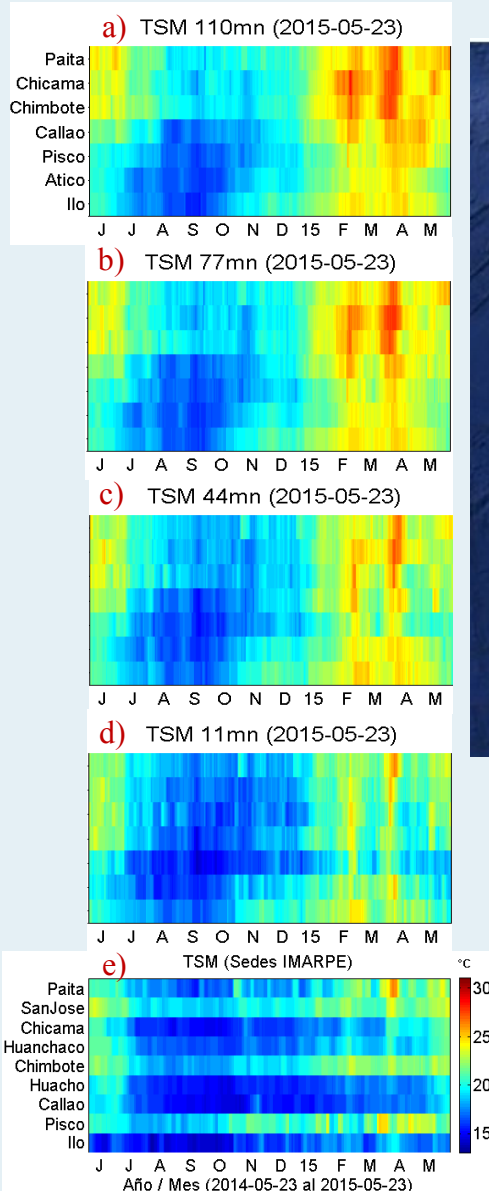 a) TSM 110mn (2015-05-23)
Paita
Chicama
Chimbote
Callao
Pisco
Atico
Ilo
J J A S O N D 15 F M A M
b) TSM 77mn (2015-05-23)
J J A S O N D 15 F M A M
c) TSM 44mn (2015-05-23)
J J A S O N D 15 F M A M
d) TSM 11mn (2015-05-23)
J J A S O N D 15 F M A M
e) TSM (Sedes IMARPE)
°C
Paita
SanJose
Chicama
Huanchaco
Chimbote
Huacho
Callao
Pisco
Ilo
30
25
20
15
J J A S O N D 15 F M A M
Año / Mes (2014-05-23 al 2015-05-23)